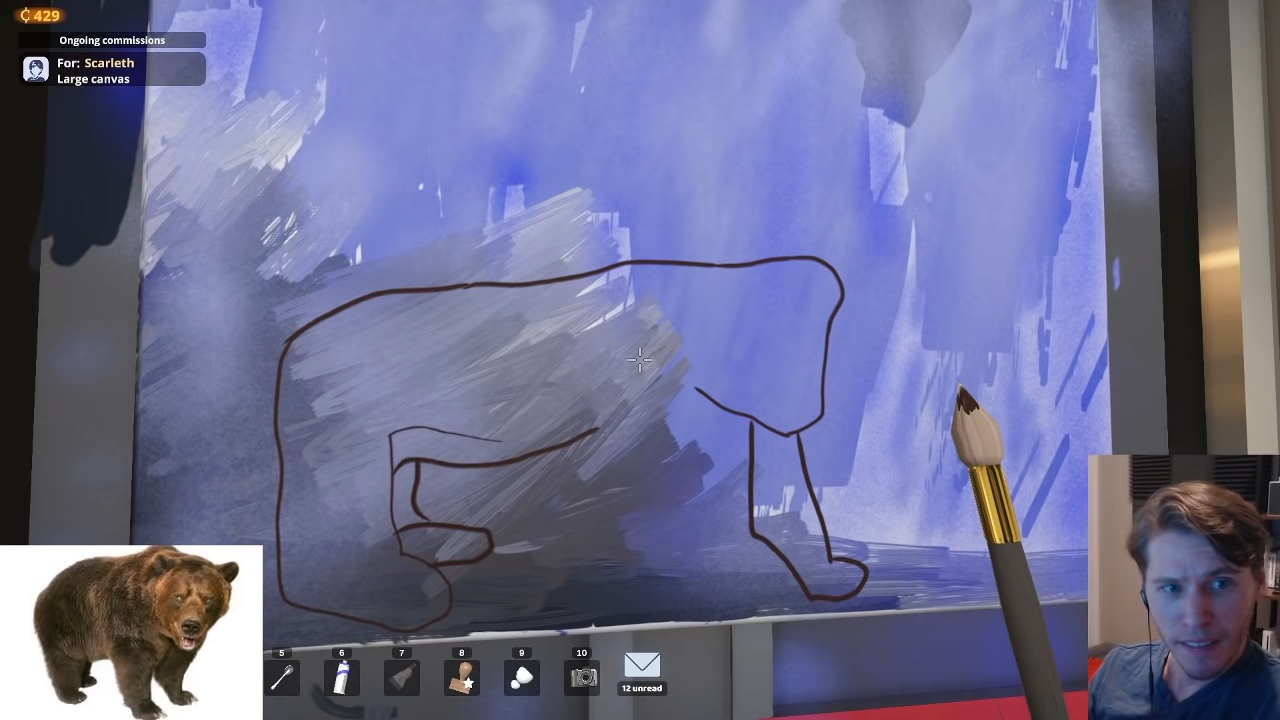 429
Ongoing commissions
For: Scarleth
Large canvas
5 6 7 8 9 10
12 unread